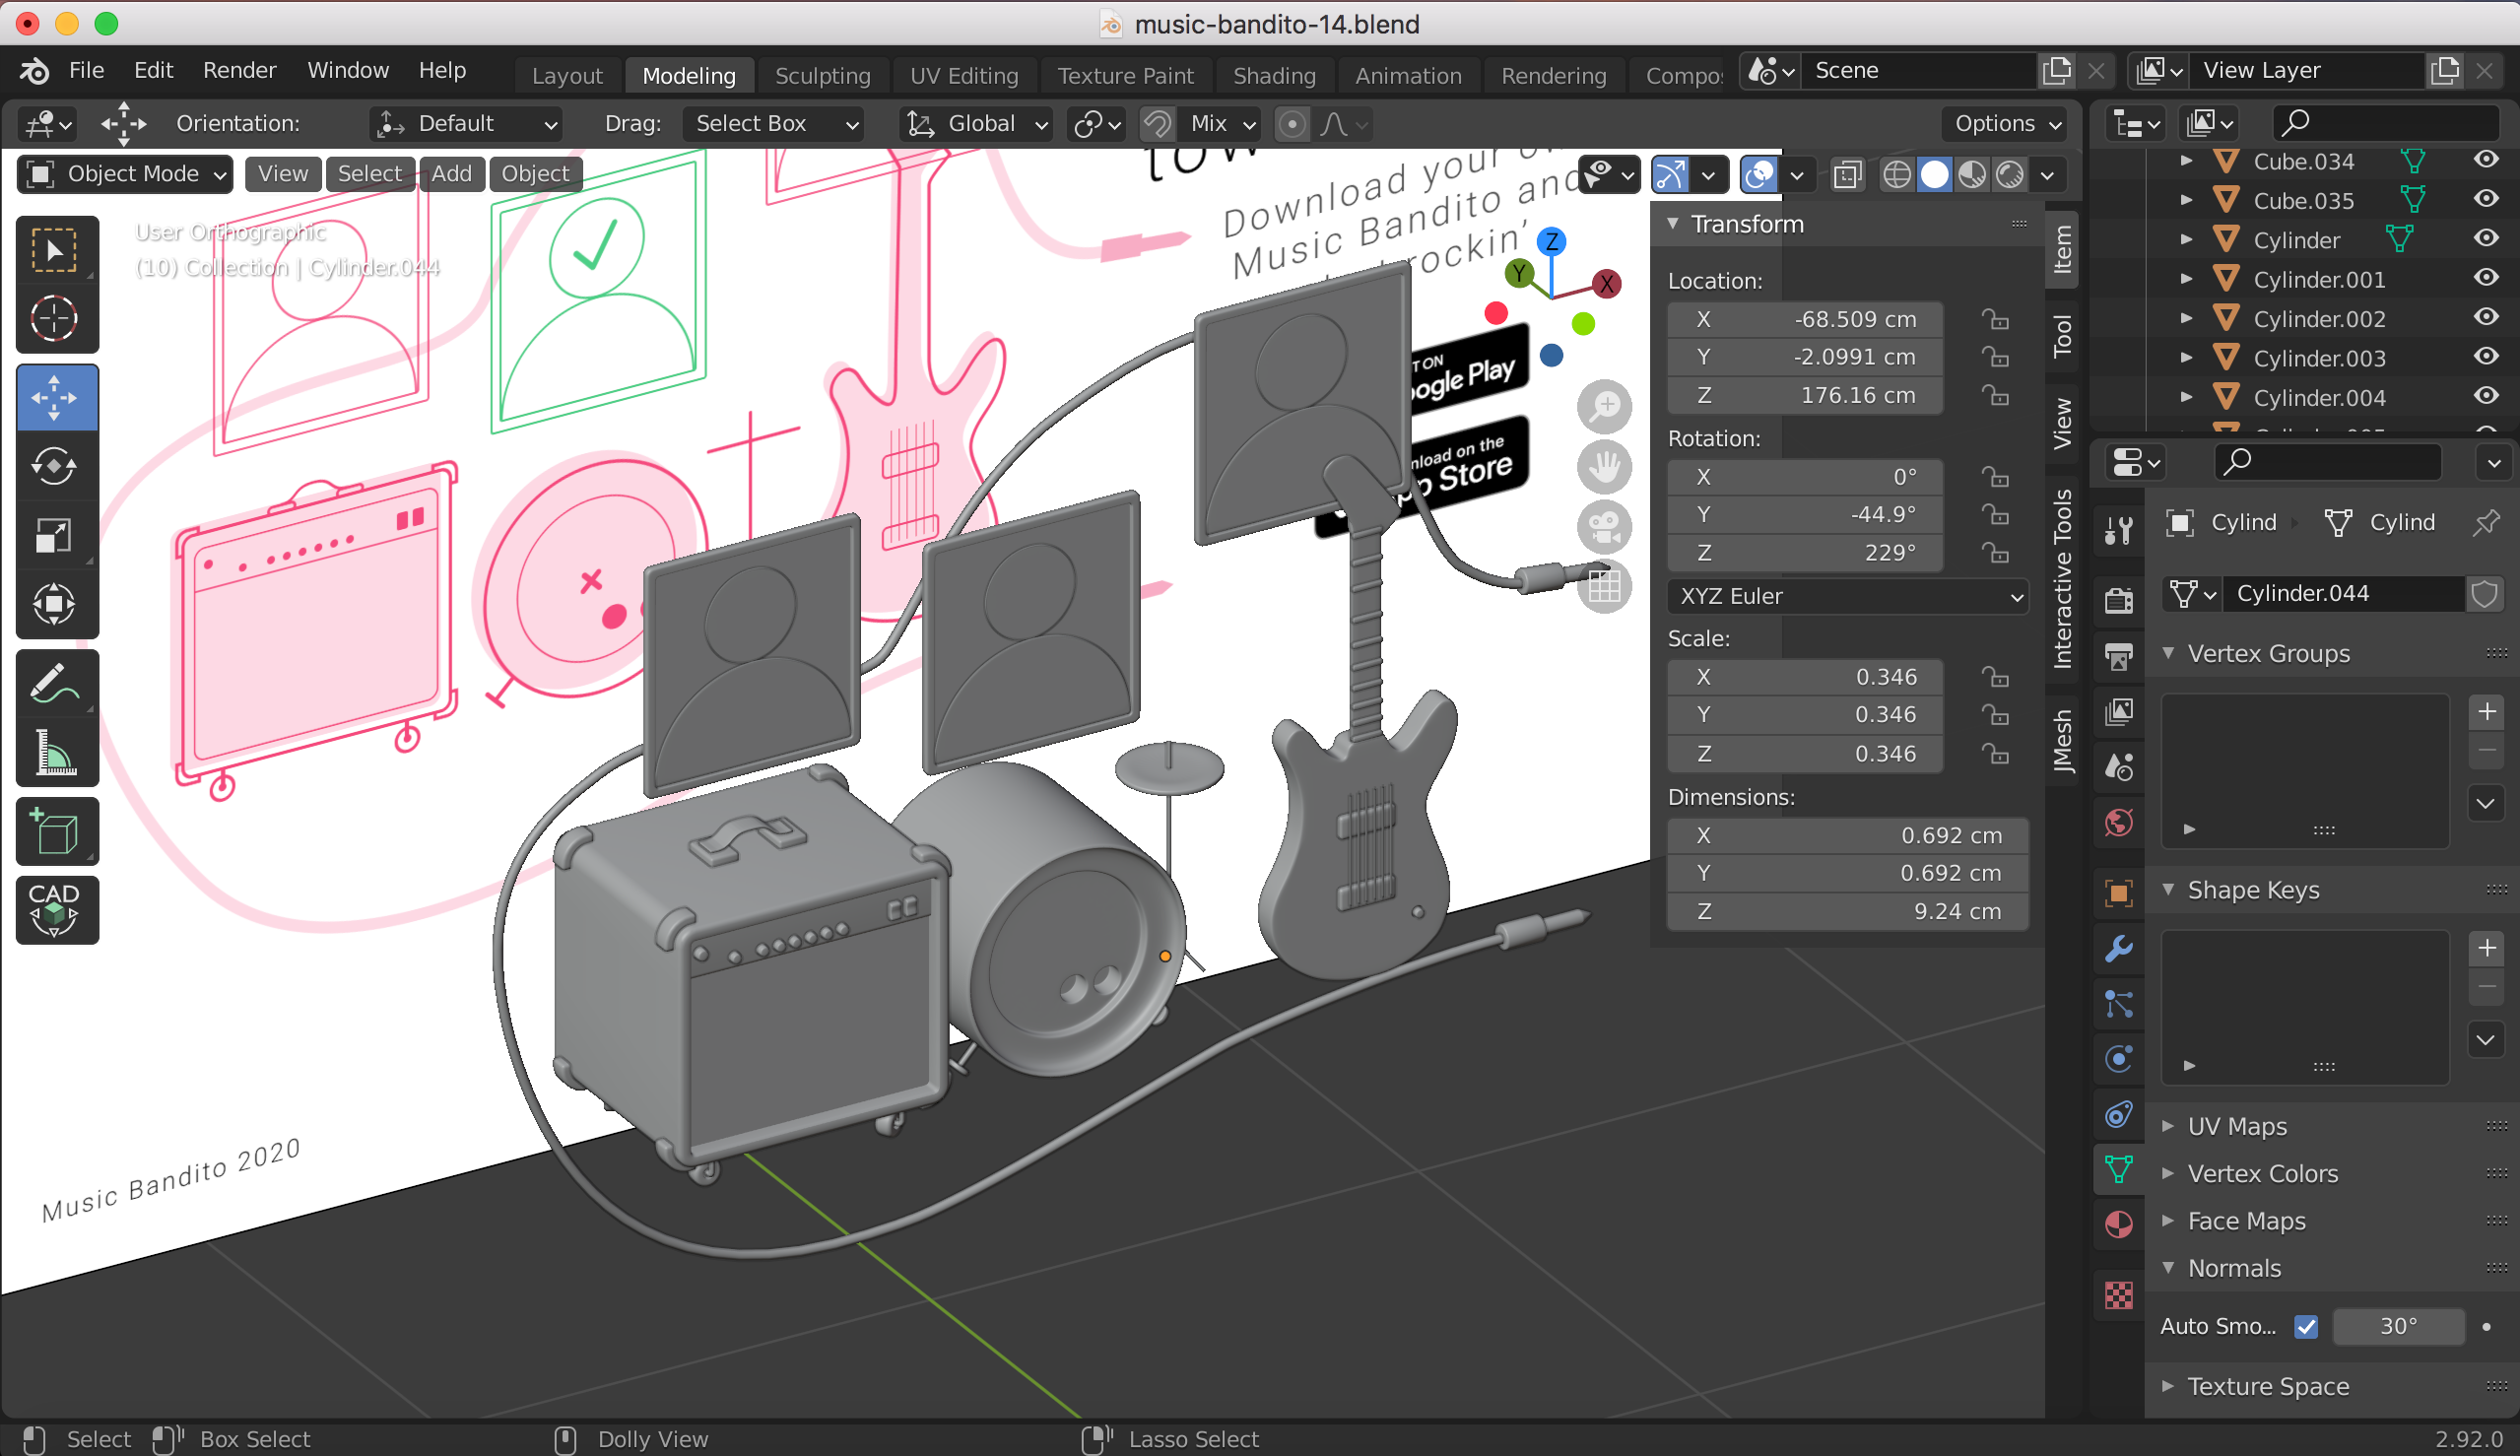 music-bandito-14.blend
File Edit Render Window Help
Layout Modeling Sculpting UV Editing Texture Paint Shading Animation Rendering Compos
Scene
View Layer
Orientation: Default Drag: Select Box Global Mix Options
Object Mode View Select Add Object
User Orthographic
(10) Collection | Cylinder.044
Download your
Music Bandito and
rockin'
Z
Y
X
T ON
ogle Play
nload on the
pp Store
Music Bandito 2020
Transform
Location:
X -68.509 cm
Y -2.0991 cm
Z 176.16 cm
Rotation:
X 0°
Y -44.9°
Z 229°
XYZ Euler
Scale:
X 0.346
Y 0.346
Z 0.346
Dimensions:
X 0.692 cm
Y 0.692 cm
Z 9.24 cm
Item
Tool
View
Interactive Tools
JMesh
CAD
Cube.034
Cube.035
Cylinder
Cylinder.001
Cylinder.002
Cylinder.003
Cylinder.004
Cylind Cylind
Cylinder.044
Vertex Groups
Shape Keys
UV Maps
Vertex Colors
Face Maps
Normals
Auto Smo... 30°
Texture Space
Select Box Select Dolly View Lasso Select 2.92.0